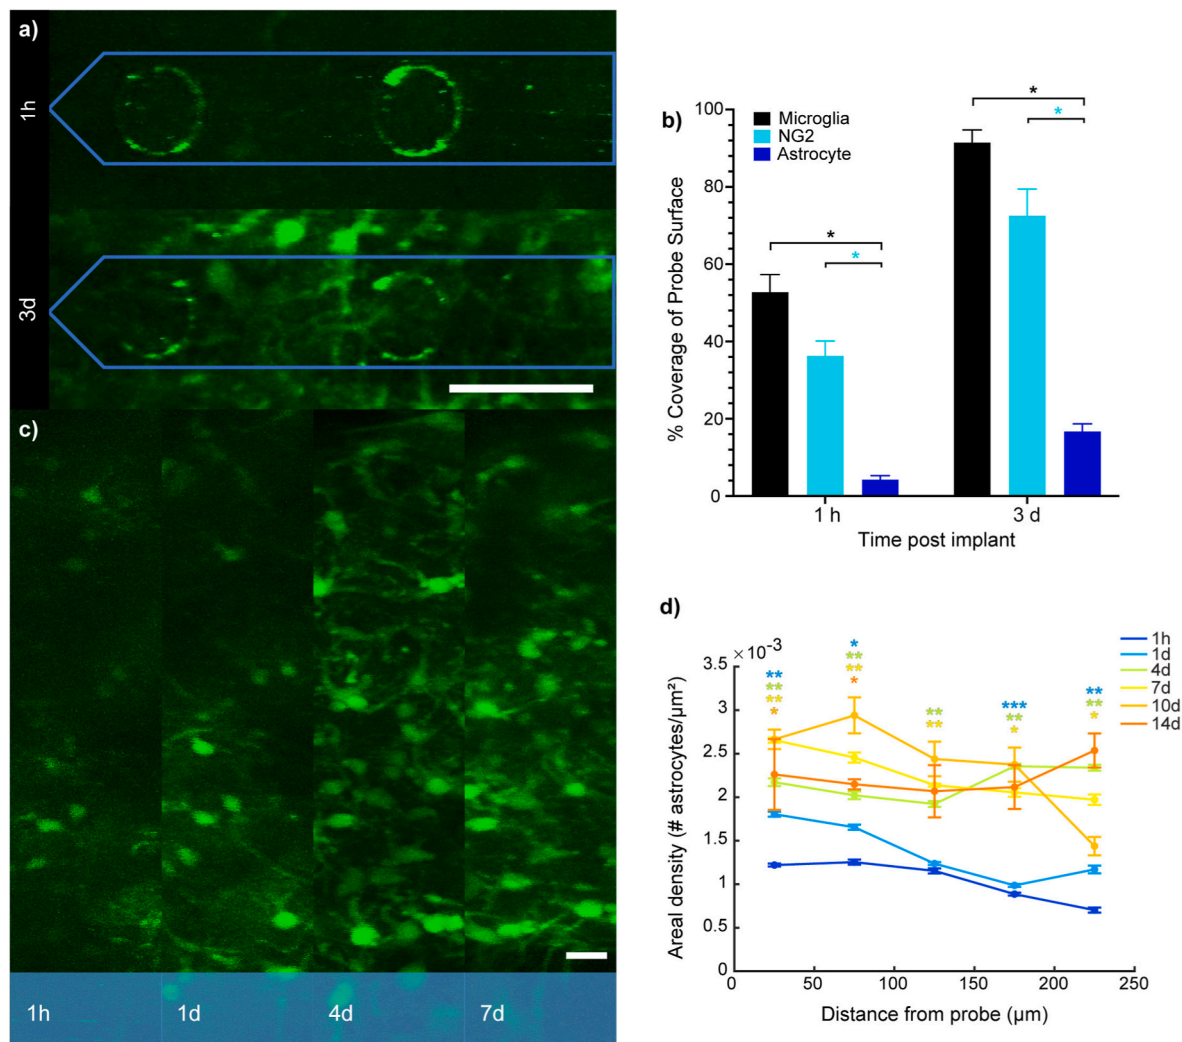 a)
1h
3d
b)
Microglia
NG2
Astrocyte
% Coverage of Probe Surface
100
80
60
40
20
0
*
*
*
*
1 h
3 d
Time post implant
c)
1h
1d
4d
7d
d)
1h
1d
4d
7d
10d
14d
×10⁻³
Areal density (# astrocytes/µm²)
3.5
3
2.5
2
1.5
1
0.5
0
**
**
**
*
*
**
**
*
**
**
***
**
*
**
**
*
0
50
100
150
200
250
Distance from probe (µm)